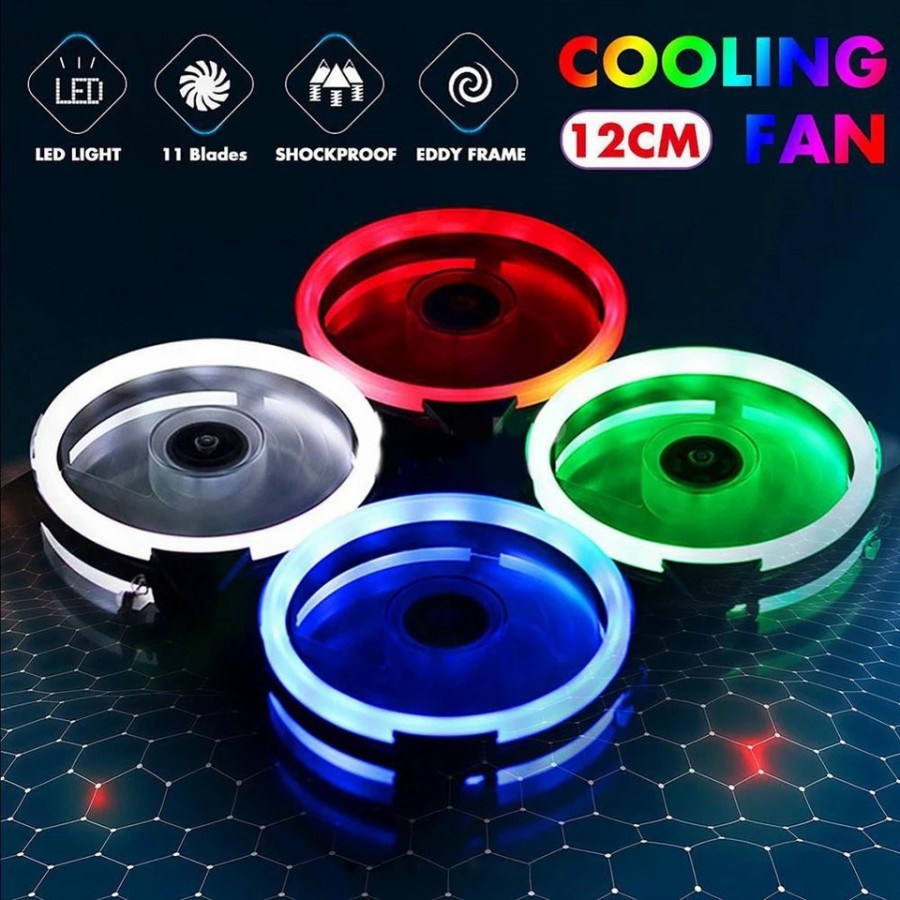 LED
LED LIGHT
11 Blades
SHOCKPROOF
EDDY FRAME
COOLING
12CM
FAN